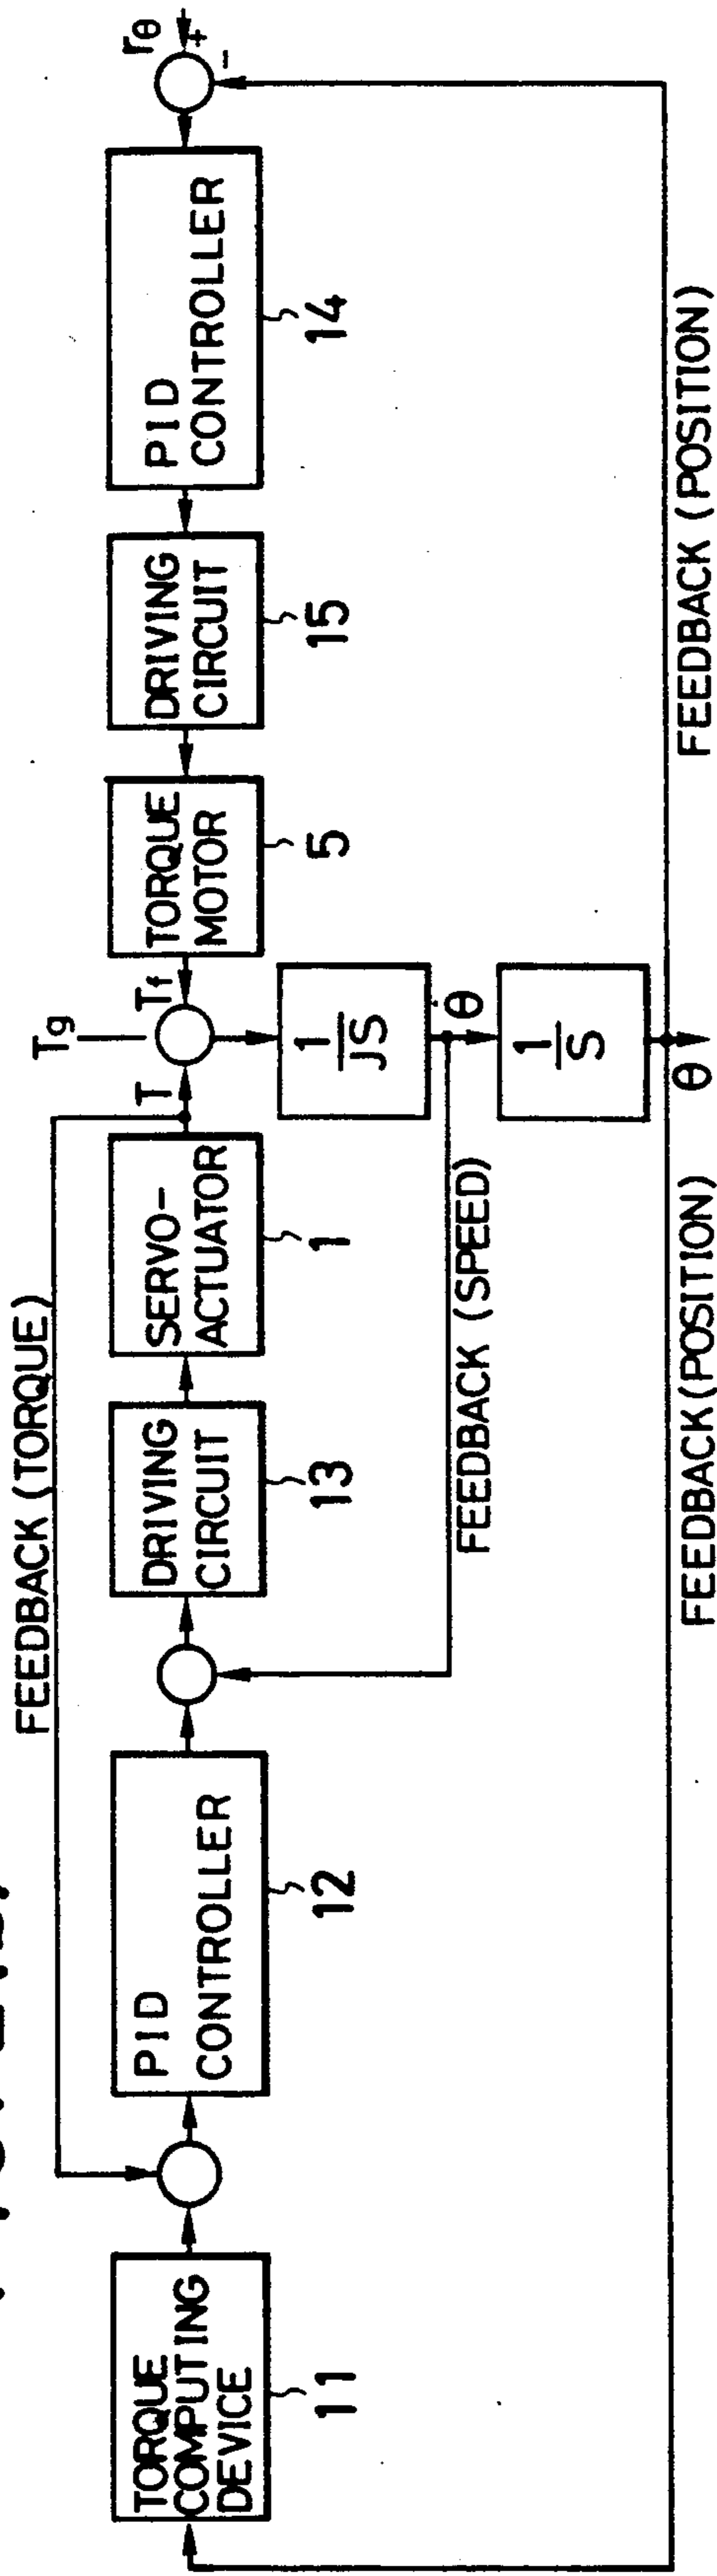 FEEDBACK (TORQUE)
TORQUE
COMPUTING
DEVICE
11
PID
CONTROLLER
12
DRIVING
CIRCUIT
13
SERVO-
ACTUATOR
1
T
Tg
Tf
TORQUE
MOTOR
5
DRIVING
CIRCUIT
15
PID
CONTROLLER
14
rθ
+
-
1
JS
θ̇
1
S
θ
FEEDBACK (SPEED)
FEEDBACK (POSITION)
FEEDBACK (POSITION)